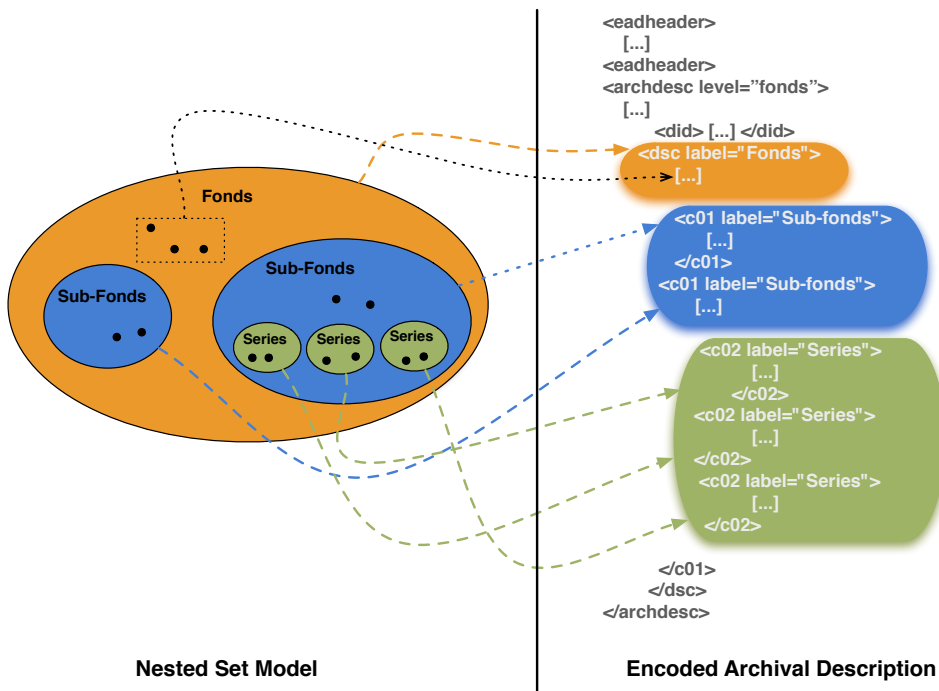 Fonds
Sub-Fonds
Sub-Fonds
Series
Series
Series
Nested Set Model
<eadheader>
[...]
<eadheader>
<archdesc level="fonds”>
[...]
<did> [...] </did>
<dsc label="Fonds">
[...]
<c01 label="Sub-fonds">
[...]
</c01>
<c01 label="Sub-fonds">
[...]
<c02 label="Series">
[...]
</c02>
<c02 label="Series">
[...]
</c02>
<c02 label="Series">
[...]
</c02>
</c01>
</dsc>
</archdesc>
Encoded Archival Description